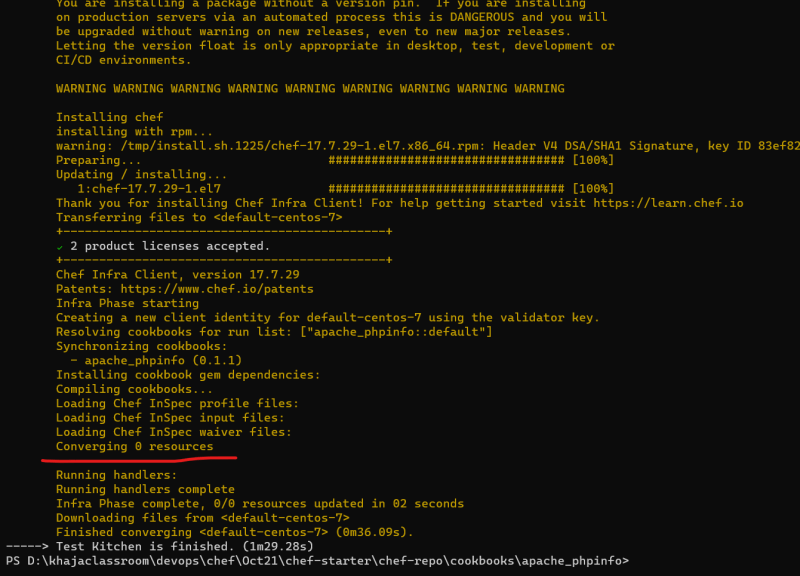 You are installing a package without a version pin.  If you are installing
on production servers via an automated process this is DANGEROUS and you will
be upgraded without warning on new releases, even to new major releases.
Letting the version float is only appropriate in desktop, test, development or
CI/CD environments.
WARNING WARNING WARNING WARNING WARNING WARNING WARNING WARNING WARNING
Installing chef
installing with rpm...
warning: /tmp/install.sh.1225/chef-17.7.29-1.el7.x86_64.rpm: Header V4 DSA/SHA1 Signature, key ID 83ef82
Preparing...                          ################################# [100%]
Updating / installing...
   1:chef-17.7.29-1.el7               ################################# [100%]
Thank you for installing Chef Infra Client! For help getting started visit https://learn.chef.io
Transferring files to <default-centos-7>
+---------------------------------------------+
✓ 2 product licenses accepted.
+---------------------------------------------+
Chef Infra Client, version 17.7.29
Patents: https://www.chef.io/patents
Infra Phase starting
Creating a new client identity for default-centos-7 using the validator key.
Resolving cookbooks for run list: ["apache_phpinfo::default"]
Synchronizing cookbooks:
  - apache_phpinfo (0.1.1)
Installing cookbook gem dependencies:
Compiling cookbooks...
Loading Chef InSpec profile files:
Loading Chef InSpec input files:
Loading Chef InSpec waiver files:
Converging 0 resources
Running handlers:
Running handlers complete
Infra Phase complete, 0/0 resources updated in 02 seconds
Downloading files from <default-centos-7>
Finished converging <default-centos-7> (0m36.09s).
-----> Test Kitchen is finished. (1m29.28s)
PS D:\khajaclassroom\devops\chef\Oct21\chef-starter\chef-repo\cookbooks\apache_phpinfo>